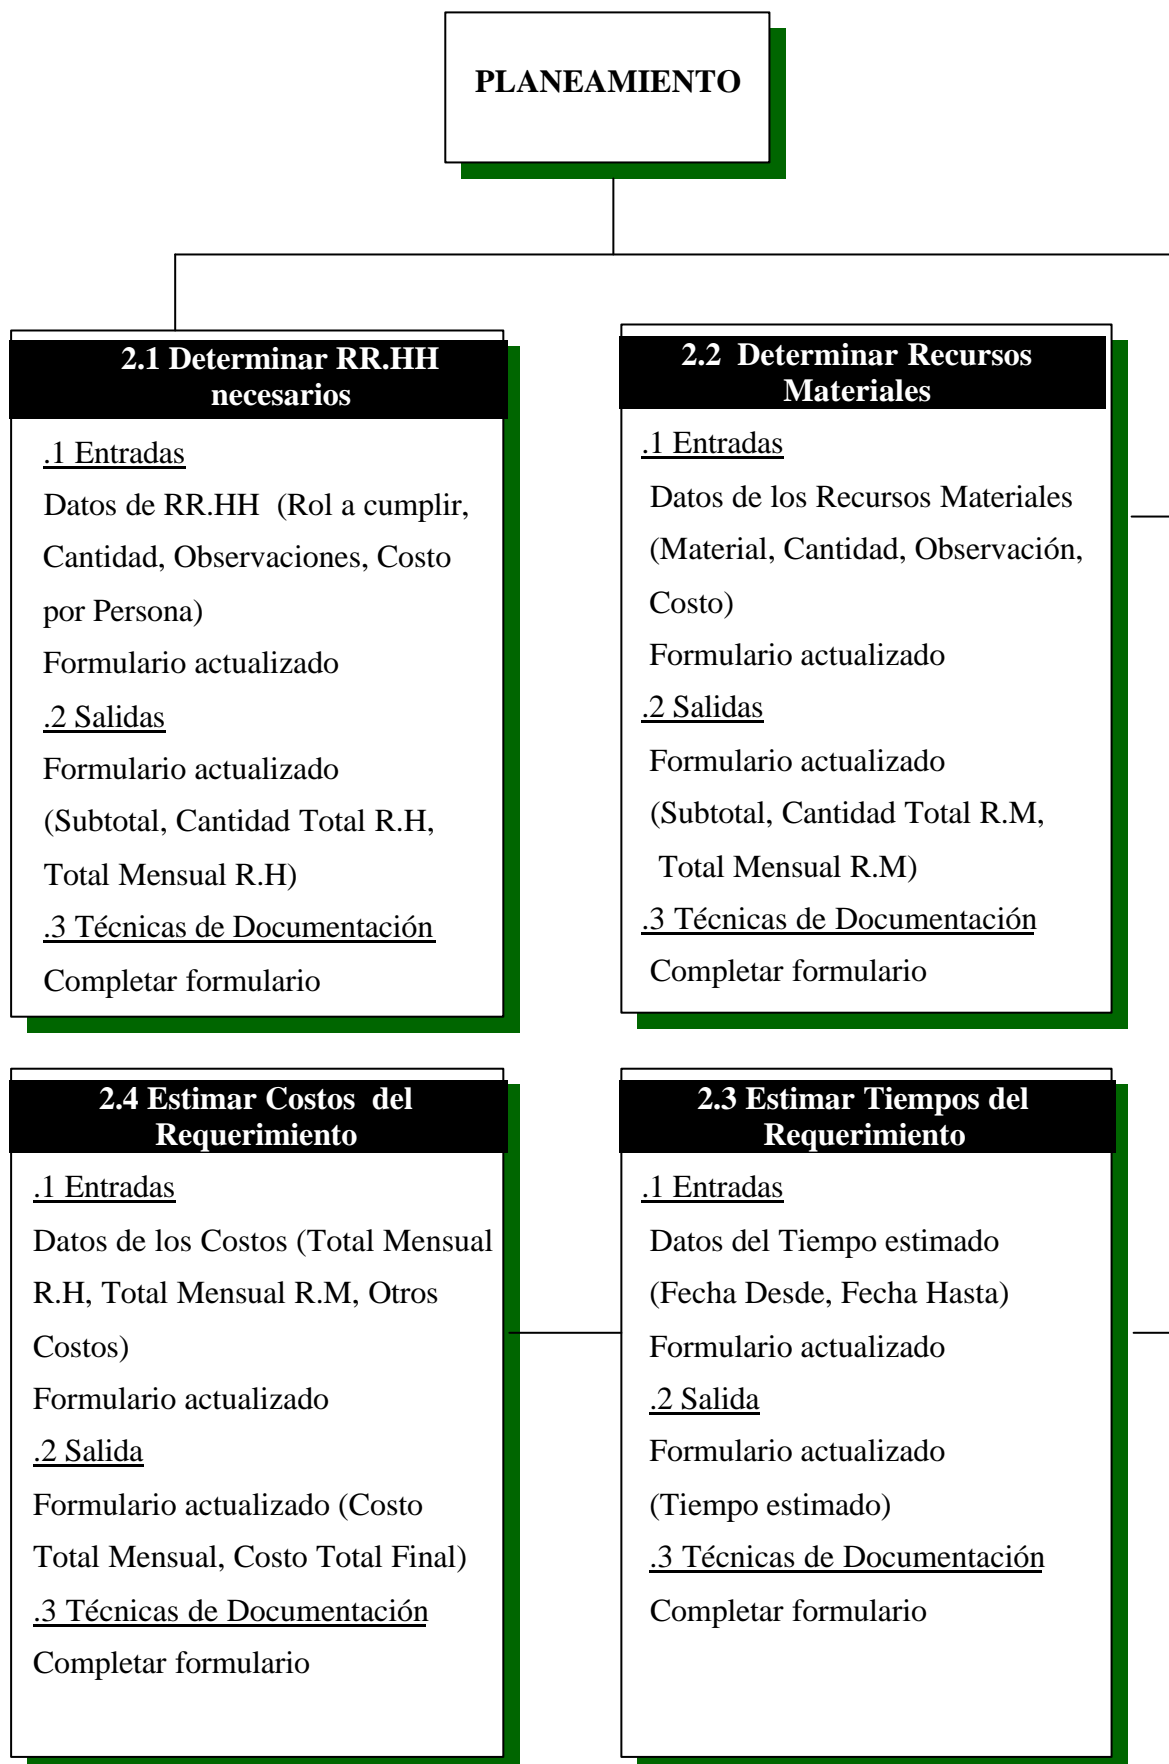 PLANEAMIENTO
2.1 Determinar RR.HH
necesarios
.1 Entradas
Datos de RR.HH  (Rol a cumplir,
Cantidad, Observaciones, Costo
por Persona)
Formulario actualizado
.2 Salidas
Formulario actualizado
(Subtotal, Cantidad Total R.H,
Total Mensual R.H)
.3 Técnicas de Documentación
Completar formulario
2.2  Determinar Recursos
Materiales
.1 Entradas
Datos de los Recursos Materiales
(Material, Cantidad, Observación,
Costo)
Formulario actualizado
.2 Salidas
Formulario actualizado
(Subtotal, Cantidad Total R.M,
Total Mensual R.M)
.3 Técnicas de Documentación
Completar formulario
2.4 Estimar Costos  del
Requerimiento
.1 Entradas
Datos de los Costos (Total Mensual
R.H, Total Mensual R.M, Otros
Costos)
Formulario actualizado
.2 Salida
Formulario actualizado (Costo
Total Mensual, Costo Total Final)
.3 Técnicas de Documentación
Completar formulario
2.3 Estimar Tiempos del
Requerimiento
.1 Entradas
Datos del Tiempo estimado
(Fecha Desde, Fecha Hasta)
Formulario actualizado
.2 Salida
Formulario actualizado
(Tiempo estimado)
.3 Técnicas de Documentación
Completar formulario